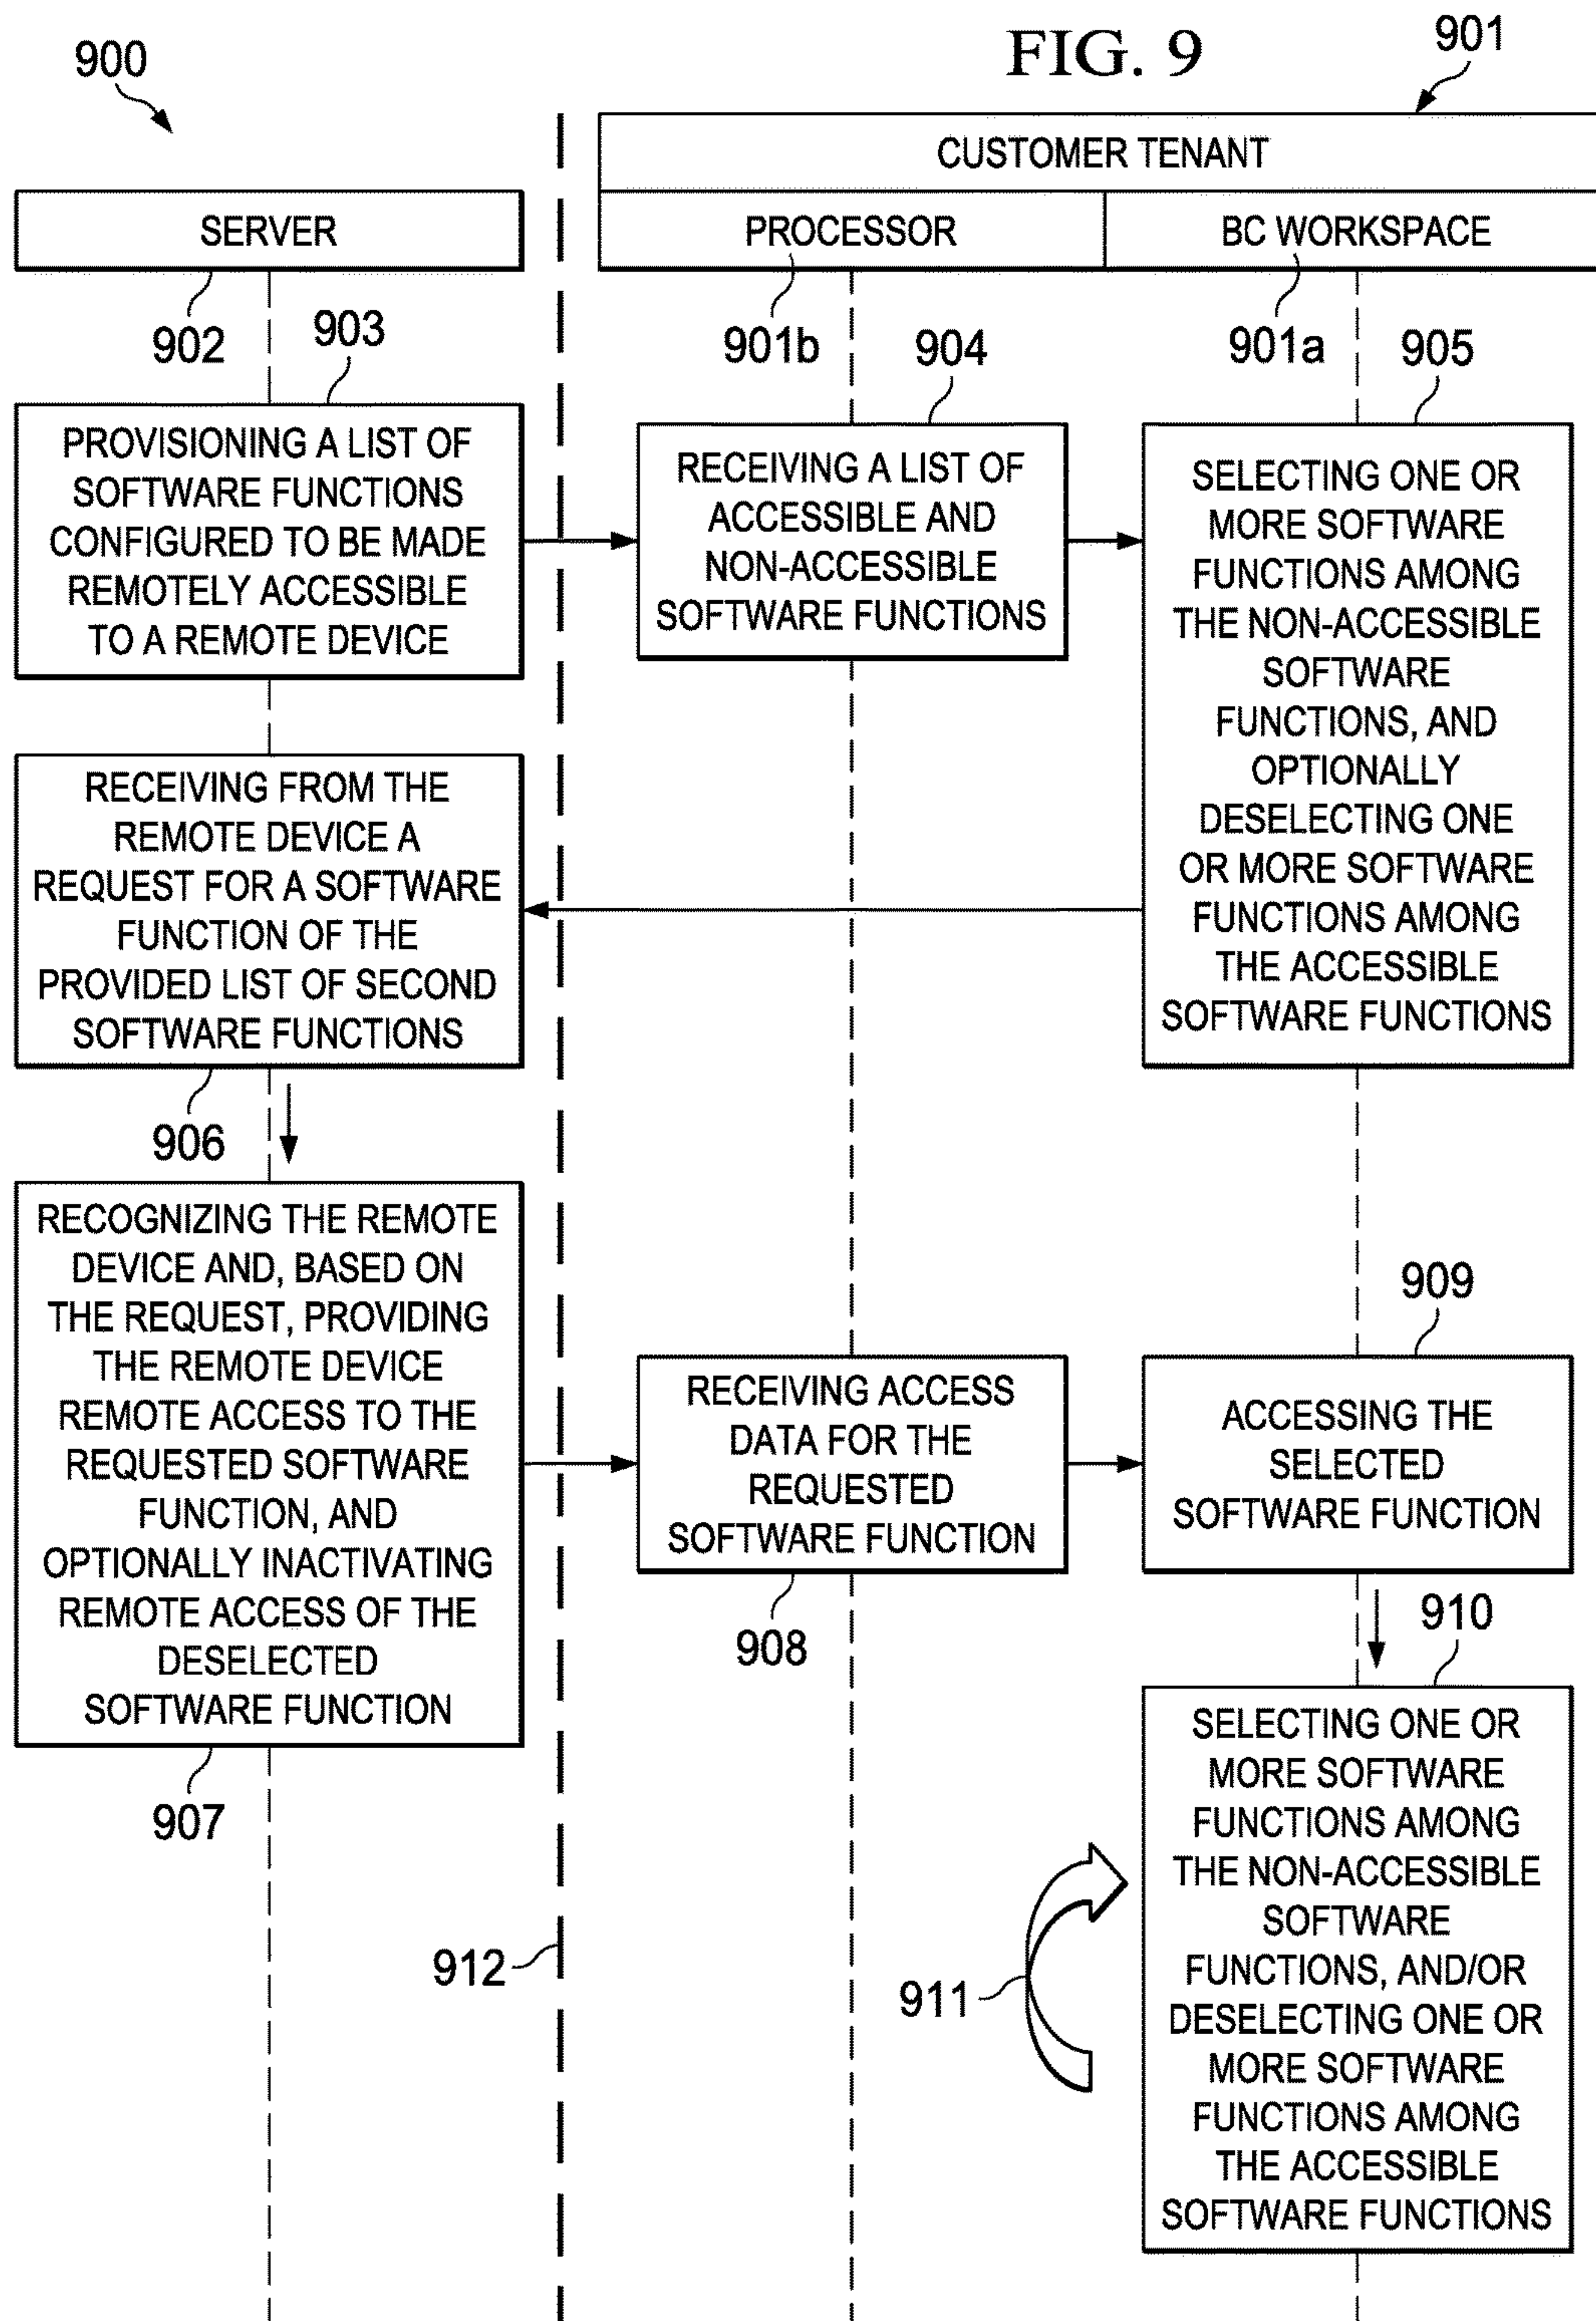 FIG. 9
900
901
CUSTOMER TENANT
SERVER
PROCESSOR
BC WORKSPACE
902
903
901b
904
901a
905
PROVISIONING A LIST OF
SOFTWARE FUNCTIONS
CONFIGURED TO BE MADE
REMOTELY ACCESSIBLE
TO A REMOTE DEVICE
RECEIVING A LIST OF
ACCESSIBLE AND
NON-ACCESSIBLE
SOFTWARE FUNCTIONS
SELECTING ONE OR
MORE SOFTWARE
FUNCTIONS AMONG
THE NON-ACCESSIBLE
SOFTWARE
FUNCTIONS, AND
OPTIONALLY
DESELECTING ONE
OR MORE SOFTWARE
FUNCTIONS AMONG
THE ACCESSIBLE
SOFTWARE FUNCTIONS
RECEIVING FROM THE
REMOTE DEVICE A
REQUEST FOR A SOFTWARE
FUNCTION OF THE
PROVIDED LIST OF SECOND
SOFTWARE FUNCTIONS
906
RECOGNIZING THE REMOTE
DEVICE AND, BASED ON
THE REQUEST, PROVIDING
THE REMOTE DEVICE
REMOTE ACCESS TO THE
REQUESTED SOFTWARE
FUNCTION, AND
OPTIONALLY INACTIVATING
REMOTE ACCESS OF THE
DESELECTED
SOFTWARE FUNCTION
907
RECEIVING ACCESS
DATA FOR THE
REQUESTED
SOFTWARE FUNCTION
908
909
ACCESSING THE
SELECTED
SOFTWARE FUNCTION
910
SELECTING ONE OR
MORE SOFTWARE
FUNCTIONS AMONG
THE NON-ACCESSIBLE
SOFTWARE
FUNCTIONS, AND/OR
DESELECTING ONE OR
MORE SOFTWARE
FUNCTIONS AMONG
THE ACCESSIBLE
SOFTWARE FUNCTIONS
911
912